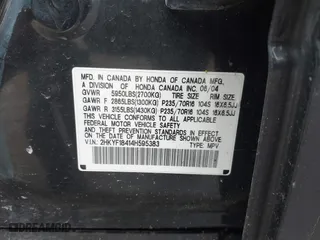 MFD. IN CANADA BY HONDA OF CANADA MFG.
A DIVISION OF HONDA CANADA INC. 06/04
GVWR 5950LBS(2700KG) TIRE SIZE RIM SIZE
GAWR F 2865LBS(1300KG) P235/70R16 104S 16X6.5JJ
GAWR R 3155LBS(1430KG) P235/70R16 104S 16X6.5JJ
THIS VEHICLE CONFORMS TO ALL APPLICABLE
FEDERAL MOTOR VEHICLE SAFETY
AND THEFT PREVENTION STANDARDS IN EFFECT
ON THE DATE OF MANUFACTURE SHOWN ABOVE.
V.I.N: 2HKYF18414H595383
TYPE: MPV
DREAMBID